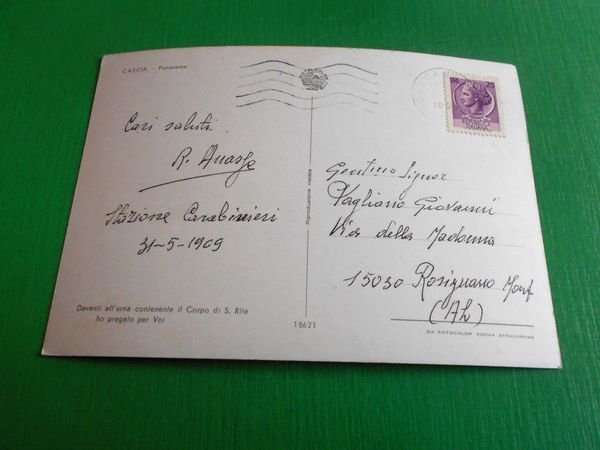 CASCIA - Panorama
Cari saluti
R.
Stazione Carabinieri
31-5-1969
Davanti all'urna contenente il Corpo di S. Rita
ho pregato per Voi
18621
Riproduzione vietata
Gentmo Signor
Vagliano Giovanni
Via della Madonna
15030 Rosignano Monf
(AL)
DA FOTOCOLOR KODAK EKTACHROME